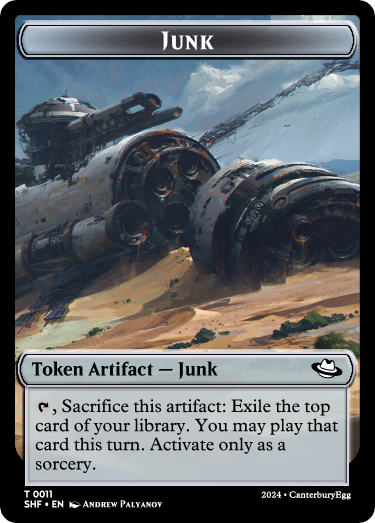 Junk
Token Artifact — Junk
, Sacrifice this artifact: Exile the top
card of your library. You may play that
card this turn. Activate only as a
sorcery.
T 0011
SHF • EN Andrew Palyanov
2024 • CanterburyEgg